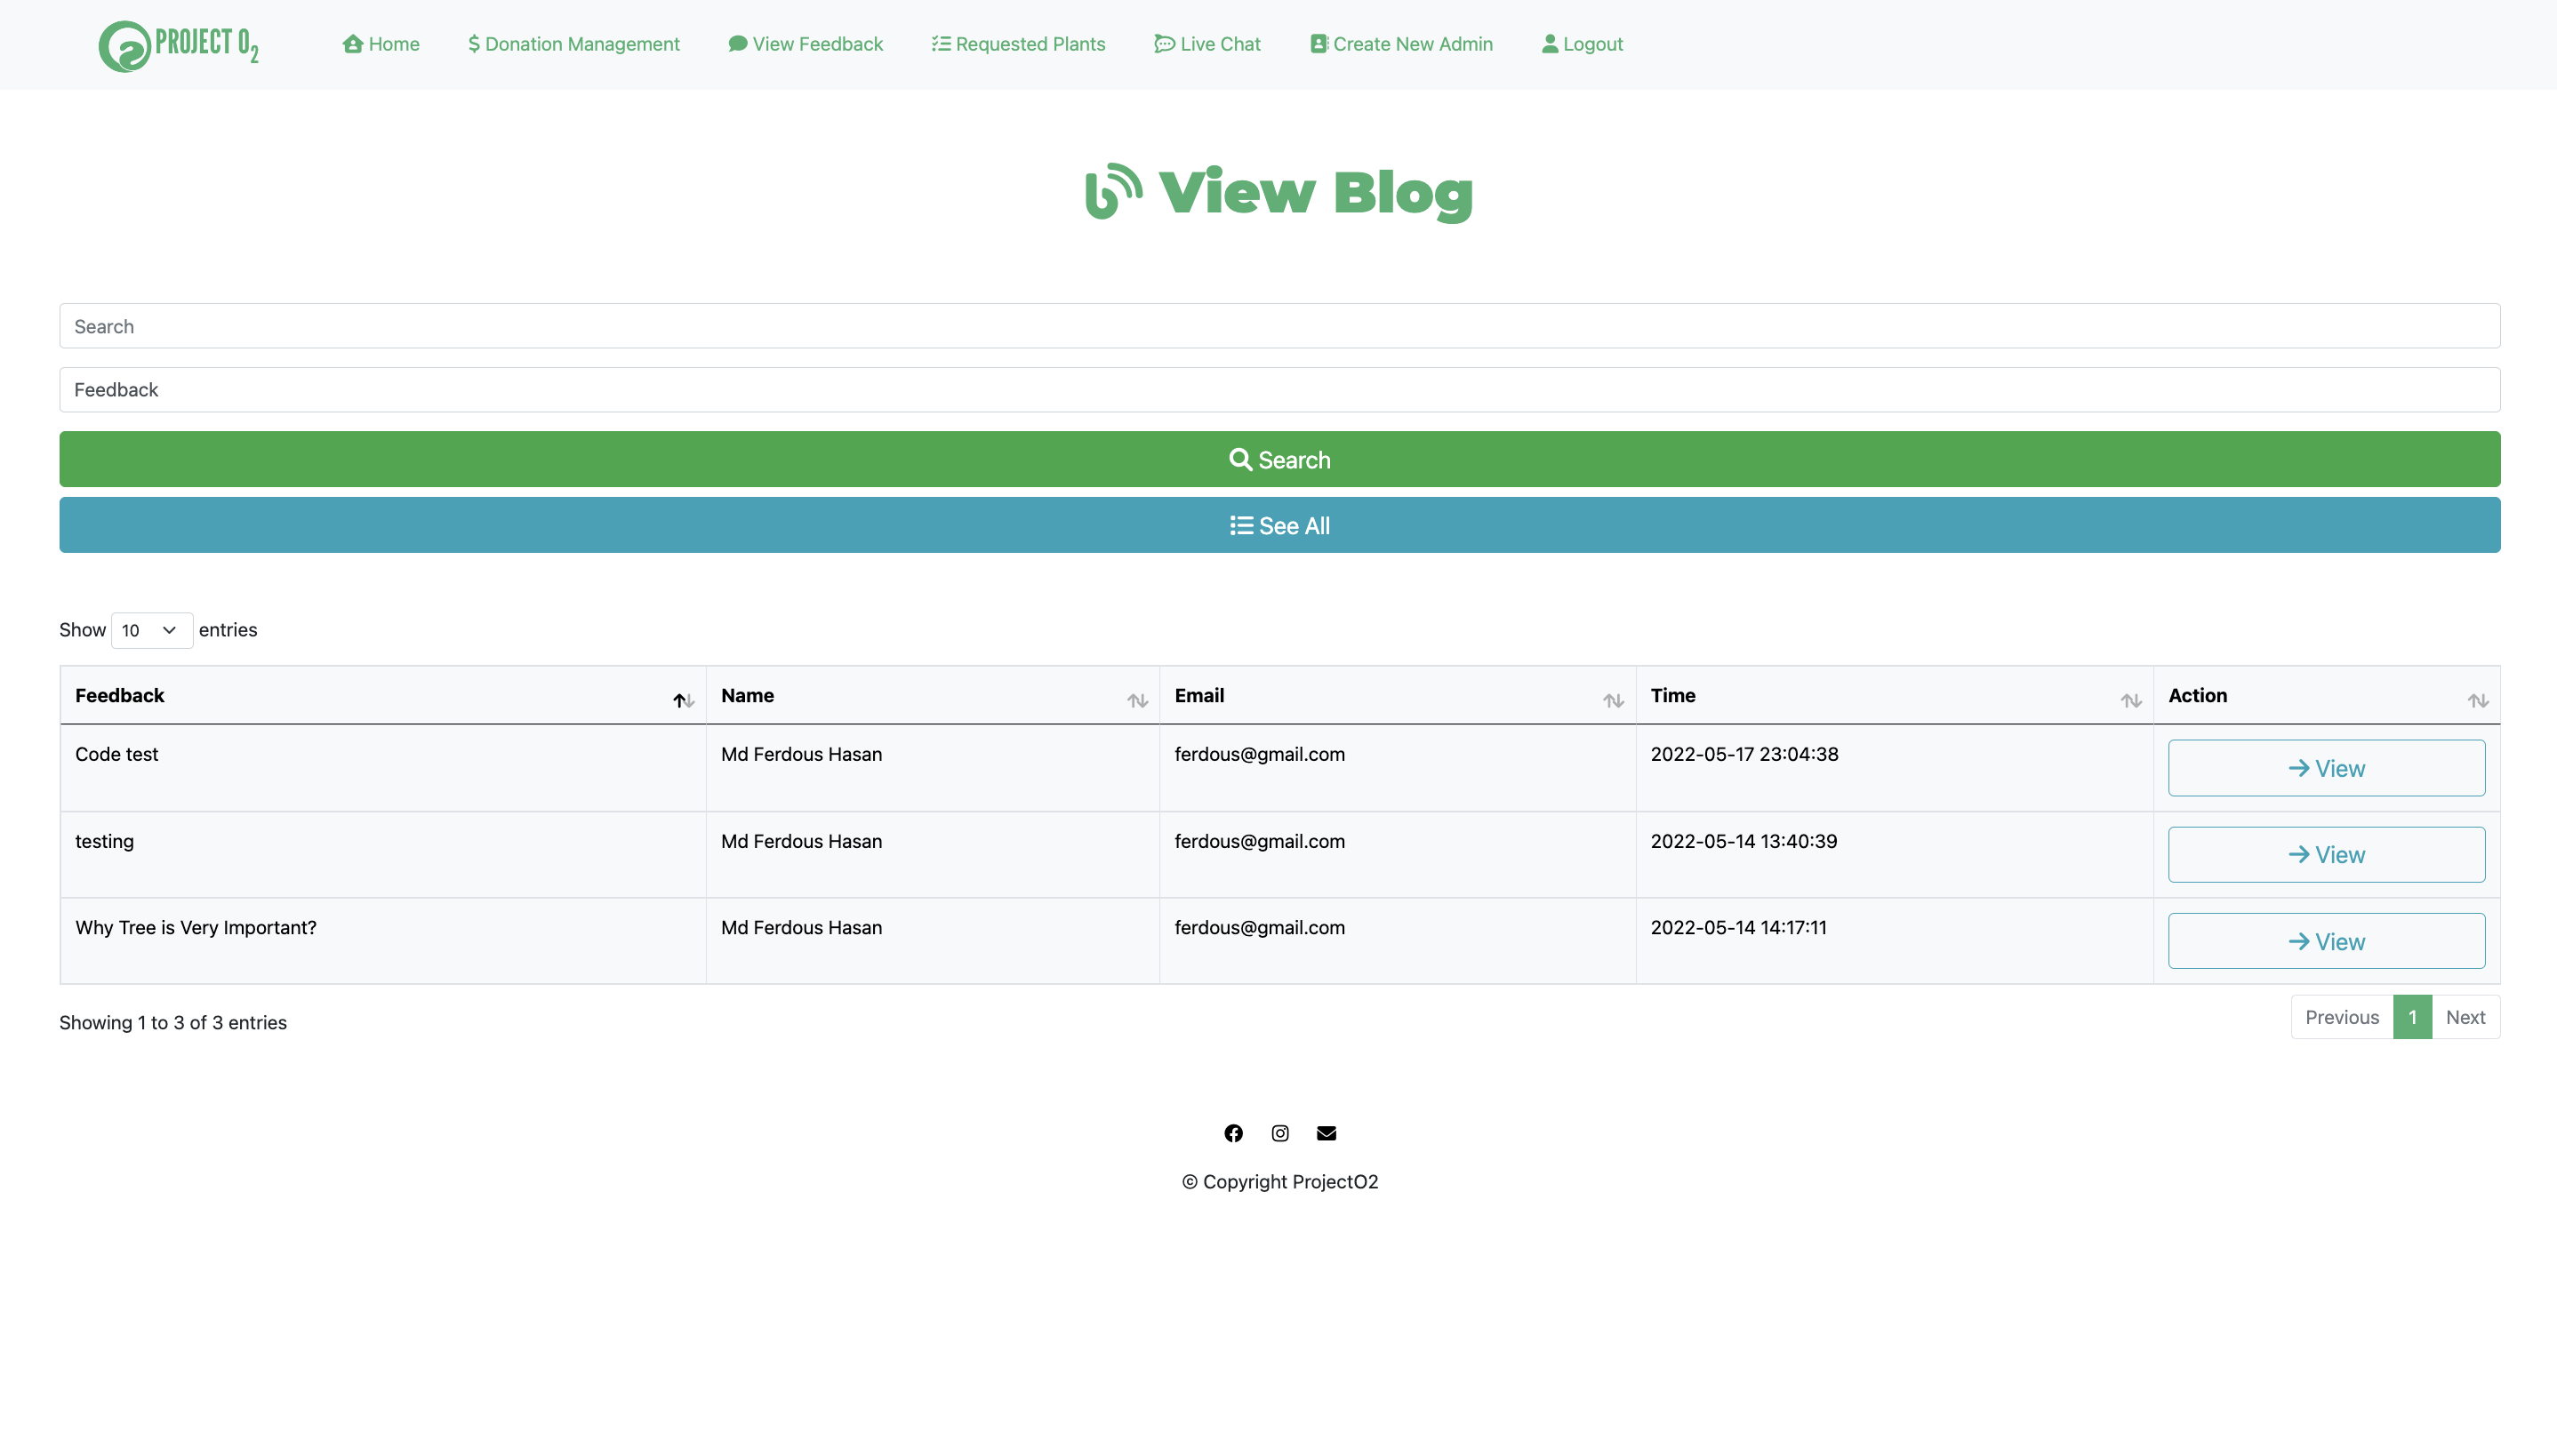 PROJECT O2 Home Donation Management View Feedback Requested Plants Live Chat Create New Admin Logout
View Blog
Search
Feedback
Search
See All
Show 10 entries
Feedback Name Email Time Action
Code test Md Ferdous Hasan ferdous@gmail.com 2022-05-17 23:04:38 View
testing Md Ferdous Hasan ferdous@gmail.com 2022-05-14 13:40:39 View
Why Tree is Very Important? Md Ferdous Hasan ferdous@gmail.com 2022-05-14 14:17:11 View
Showing 1 to 3 of 3 entries Previous 1 Next
© Copyright ProjectO2